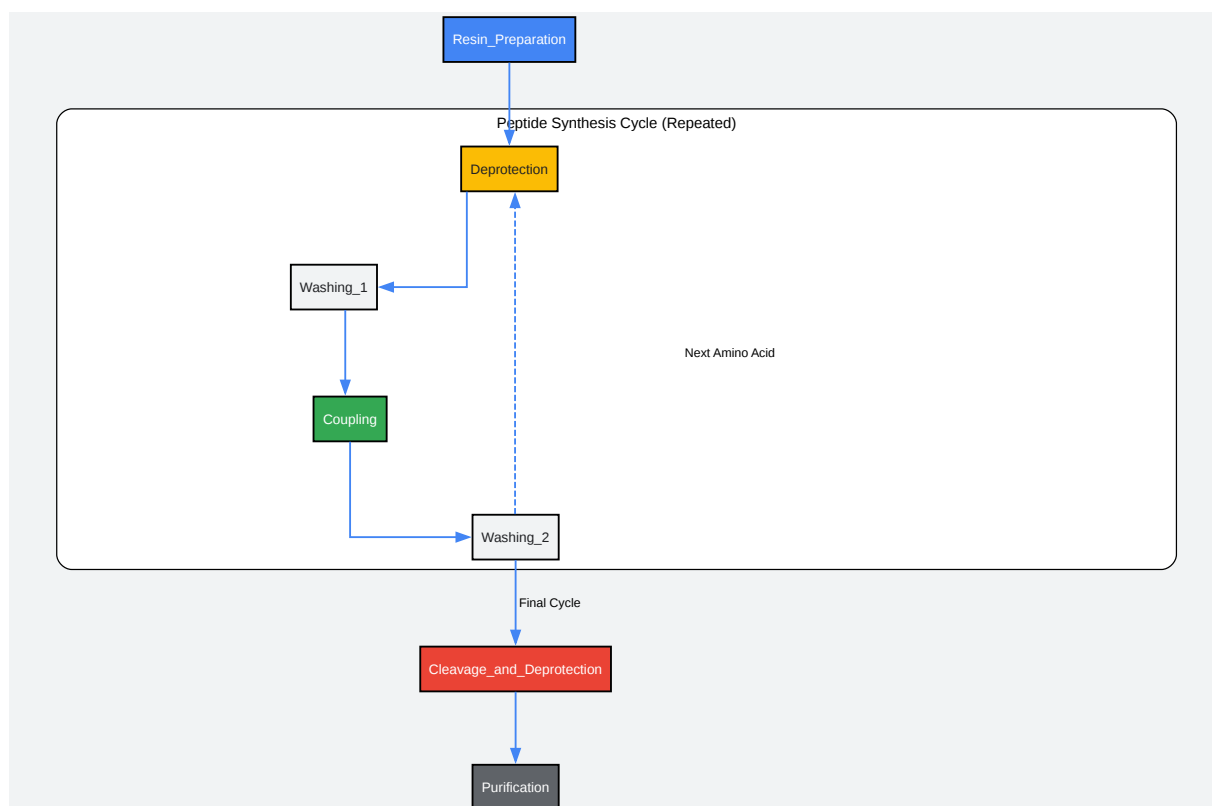 Resin_Preparation
Peptide Synthesis Cycle (Repeated)
Deprotection
Washing_1
Next Amino Acid
Coupling
Washing_2
Final Cycle
Cleavage_and_Deprotection
Purification